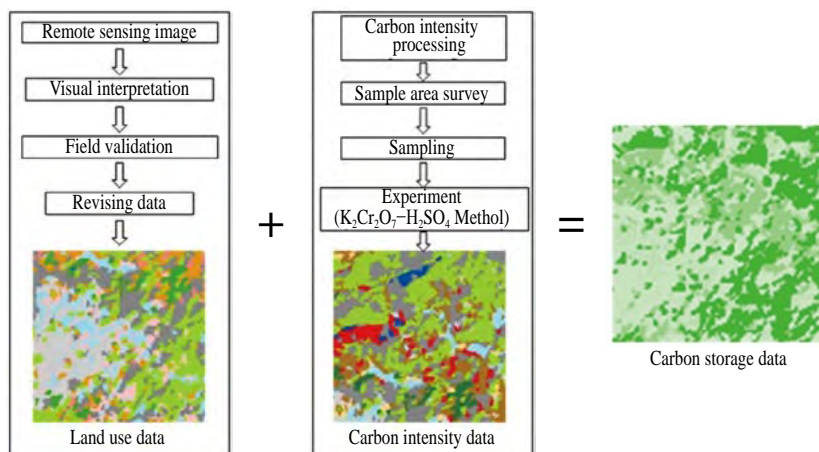 Remote sensing image
Visual interpretation
Field validation
Revising data
Land use data
+
Carbon intensity
processing
Sample area survey
Sampling
Experiment
(K₂Cr₂O₇−H₂SO₄ Methol)
Carbon intensity data
=
Carbon storage data